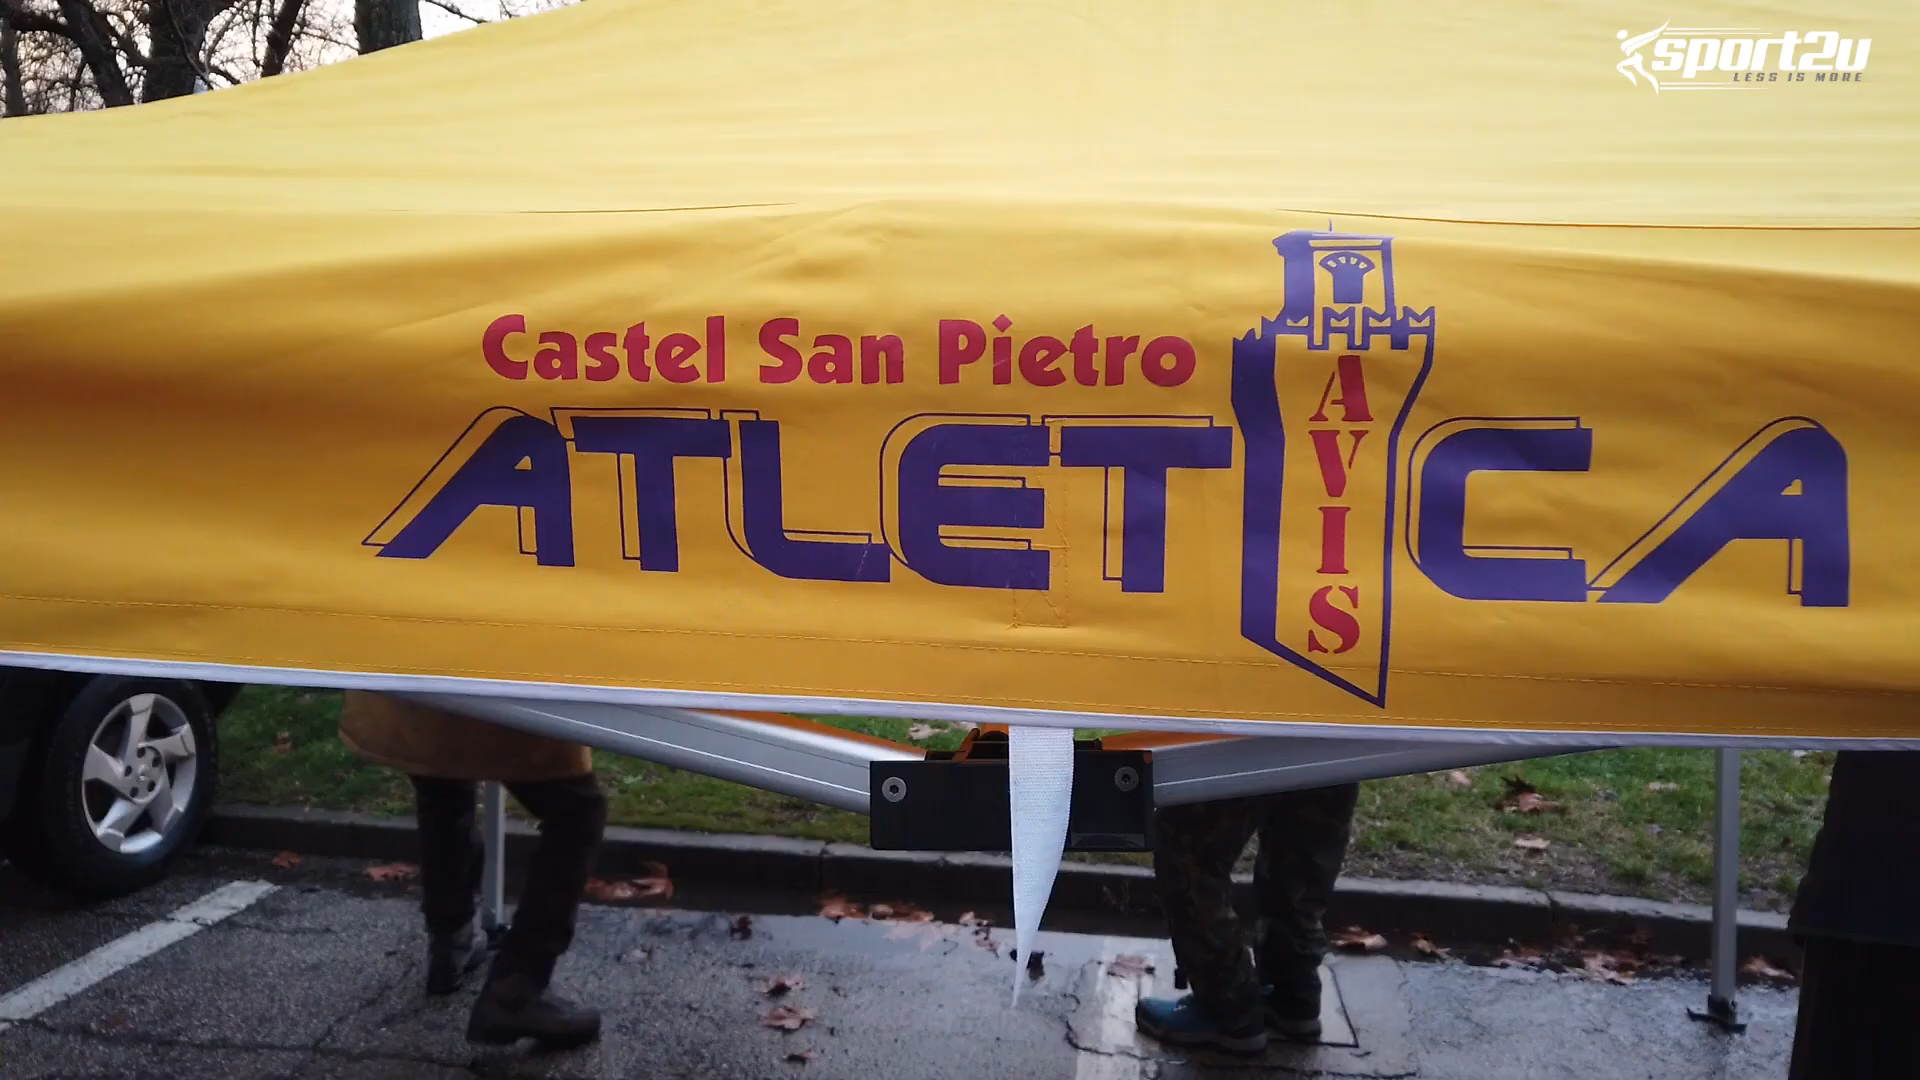 sport2u
LESS IS MORE
Castel San Pietro
ATLETICA
AVIS